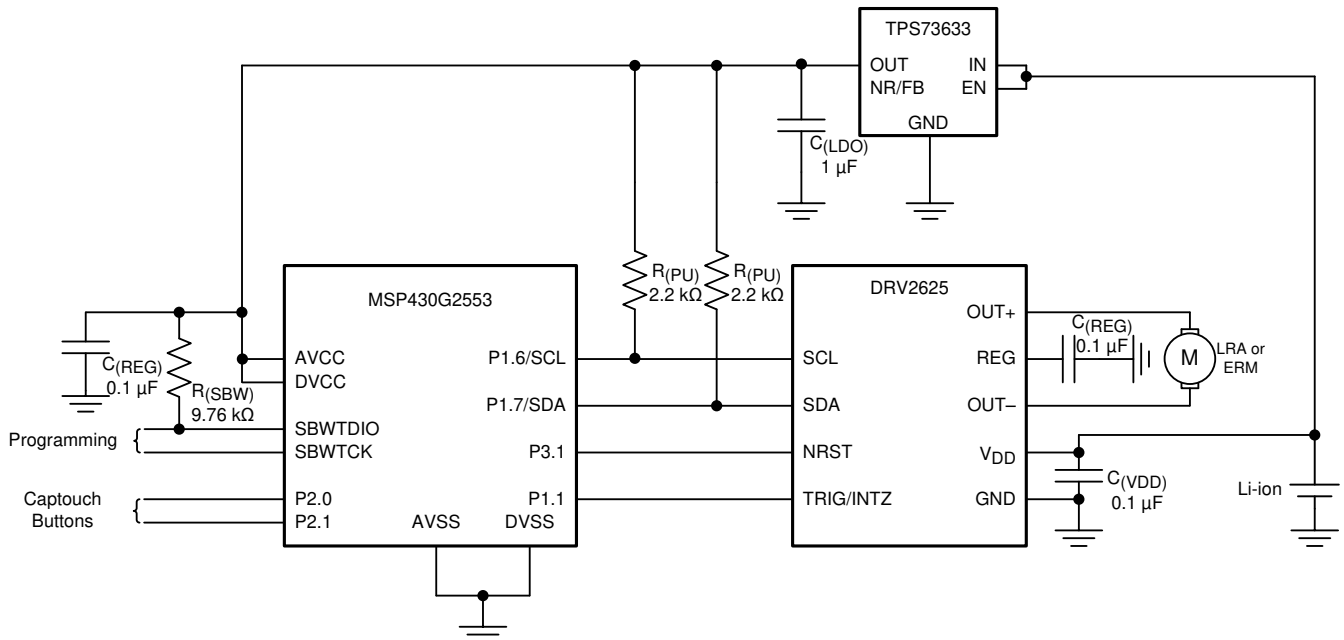 TPS73633
OUT
IN
NR/FB
EN
GND
C(LDO)
1 µF
R(PU)
2.2 kΩ
R(PU)
2.2 kΩ
MSP430G2553
DRV2625
OUT+
C(REG)
0.1 µF
C(REG)
0.1 µF
AVCC
P1.6/SCL
SCL
REG
M
LRA or
ERM
DVCC
R(SBW)
9.76 kΩ
P1.7/SDA
SDA
OUT–
Programming
SBWTDIO
SBWTCK
P3.1
NRST
VDD
C(VDD)
0.1 µF
Li-ion
Captouch
Buttons
P2.0
P2.1
P1.1
TRIG/INTZ
GND
AVSS
DVSS